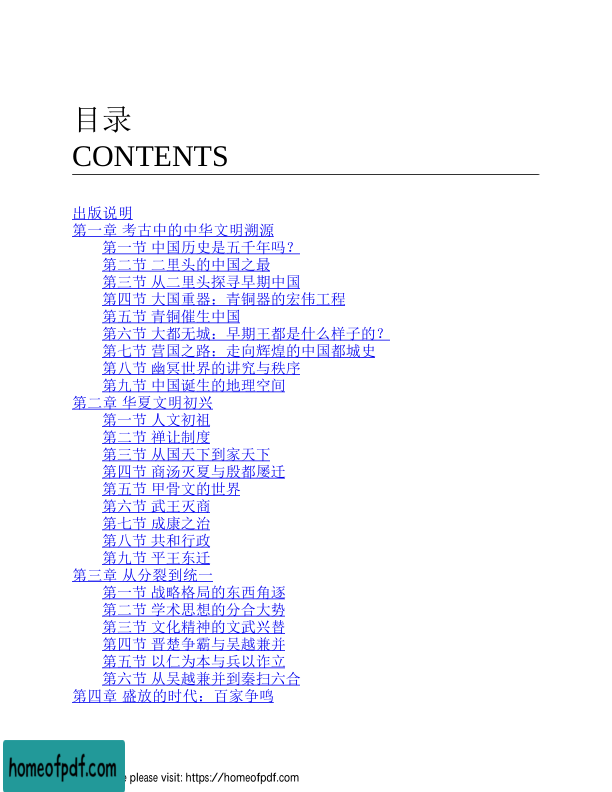 目录
CONTENTS
出版说明
第一章 考古中的中华文明溯源
第一节 中国历史是五千年吗？
第二节 二里头的中国之最
第三节 从二里头探寻早期中国
第四节 大国重器：青铜器的宏伟工程
第五节 青铜催生中国
第六节 大都无城：早期王都是什么样子的？
第七节 营国之路：走向辉煌的中国都城史
第八节 幽冥世界的讲究与秩序
第九节 中国诞生的地理空间
第二章 华夏文明初兴
第一节 人文初祖
第二节 禅让制度
第三节 从国天下到家天下
第四节 商汤灭夏与殷都屡迁
第五节 甲骨文的世界
第六节 武王灭商
第七节 成康之治
第八节 共和行政
第九节 平王东迁
第三章 从分裂到统一
第一节 战略格局的东西角逐
第二节 学术思想的分合大势
第三节 文化精神的文武兴替
第四节 晋楚争霸与吴越兼并
第五节 以仁为本与兵以诈立
第六节 从吴越兼并到秦扫六合
第四章 盛放的时代：百家争鸣
homeofpdf.com
e please visit: https://homeofpdf.com